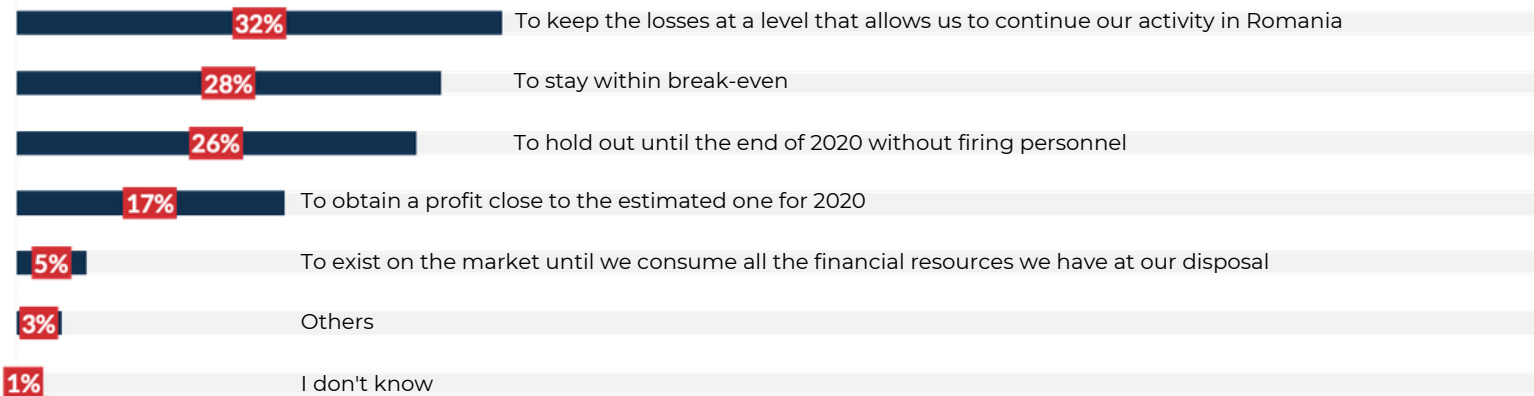 32% To keep the losses at a level that allows us to continue our activity in Romania
28% To stay within break-even
26% To hold out until the end of 2020 without firing personnel
17% To obtain a profit close to the estimated one for 2020
5% To exist on the market until we consume all the financial resources we have at our disposal
3% Others
1% I don't know